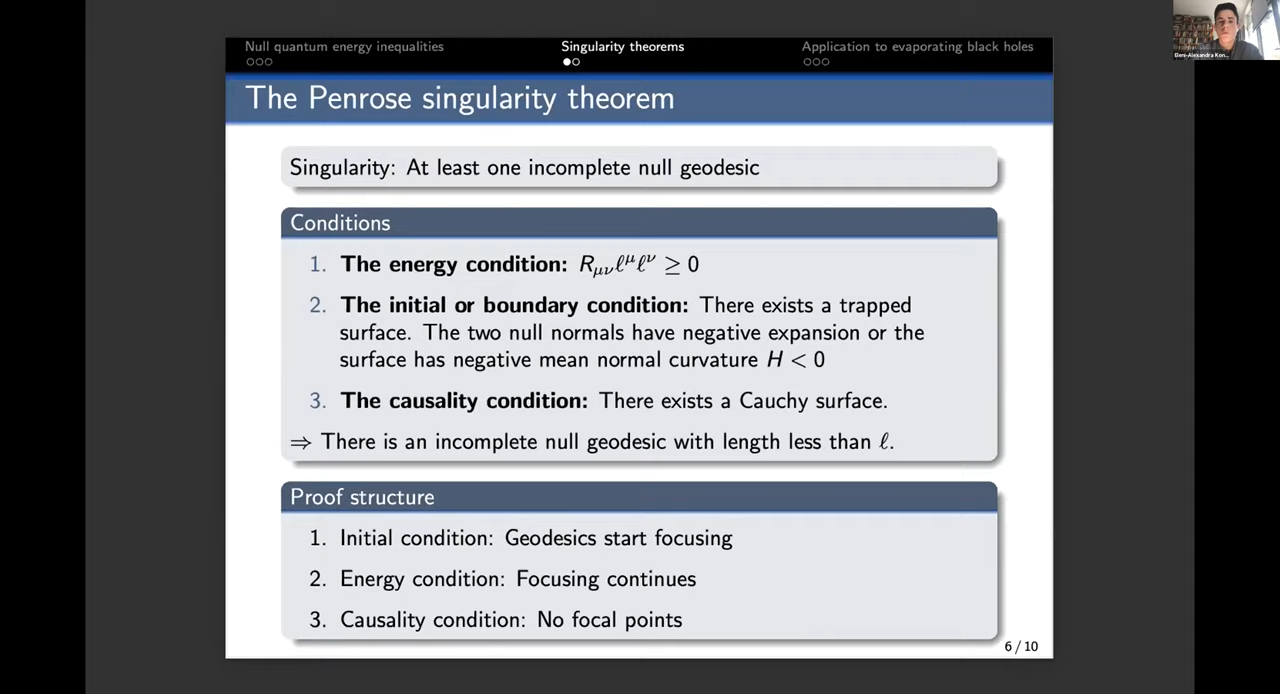 Null quantum energy inequalities
Singularity theorems
Application to evaporating black holes
The Penrose singularity theorem
Singularity: At least one incomplete null geodesic
Conditions
1. The energy condition: R_{μν}ℓ^μℓ^ν ≥ 0
2. The initial or boundary condition: There exists a trapped
surface. The two null normals have negative expansion or the
surface has negative mean normal curvature H < 0
3. The causality condition: There exists a Cauchy surface.
⇒ There is an incomplete null geodesic with length less than ℓ.
Proof structure
1. Initial condition: Geodesics start focusing
2. Energy condition: Focusing continues
3. Causality condition: No focal points
6 / 10
Eleni-Alexandra Kon...